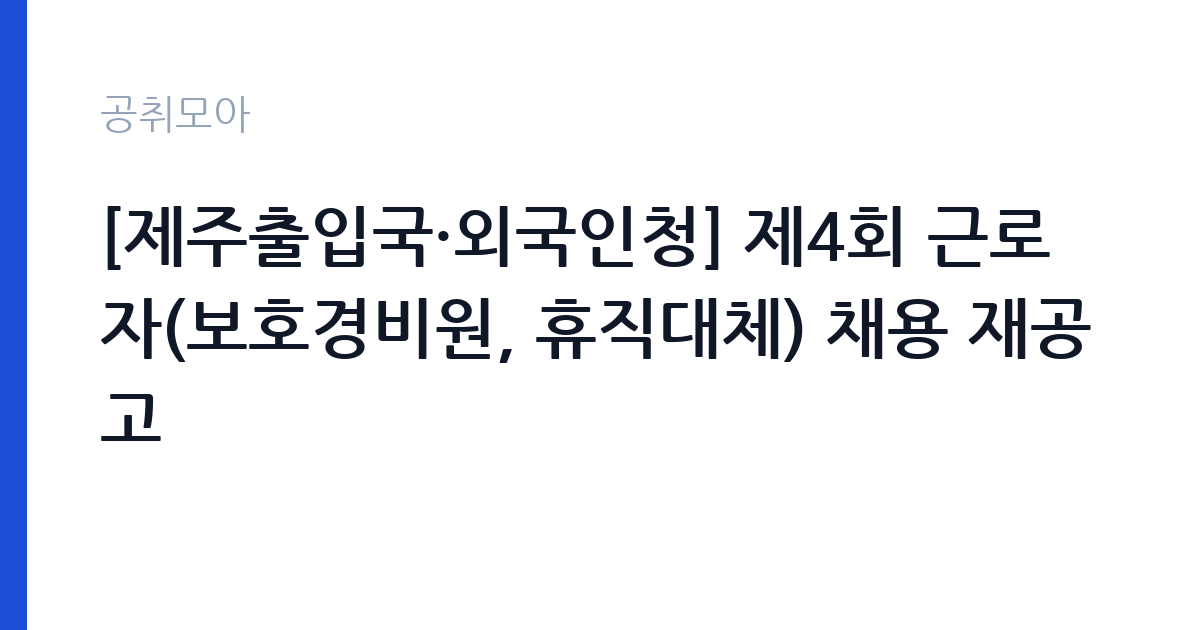 공취모아
[제주출입국·외국인청] 제4회 근로
자(보호경비원, 휴직대체) 채용 재공
고